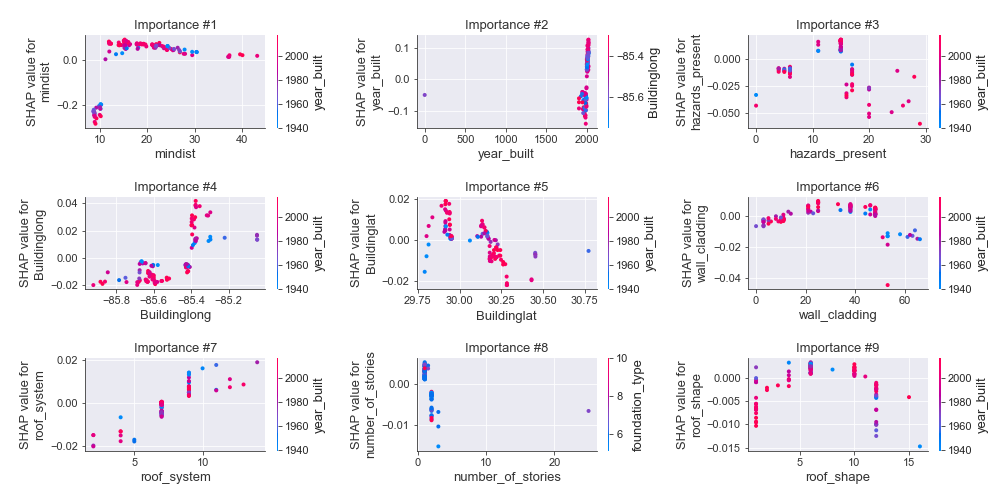 Importance #1
SHAP value for
mindist
0.0
−0.2
10
20
30
40
mindist
2000
1980
1960
1940
year_built
Importance #2
SHAP value for
year_built
0.1
0.0
−0.1
0
500
1000
1500
2000
year_built
−85.4
−85.6
Buildinglong
Importance #3
SHAP value for
hazards_present
0.000
−0.025
−0.050
0
10
20
30
hazards_present
2000
1980
1960
1940
year_built
Importance #4
SHAP value for
Buildinglong
0.04
0.02
0.00
−0.02
−85.8
−85.6
−85.4
−85.2
Buildinglong
2000
1980
1960
1940
year_built
Importance #5
SHAP value for
Buildinglat
0.02
0.00
−0.02
29.75
30.00
30.25
30.50
30.75
Buildinglat
2000
1980
1960
1940
year_built
Importance #6
SHAP value for
wall_cladding
0.00
−0.02
−0.04
0
20
40
60
wall_cladding
2000
1980
1960
1940
year_built
Importance #7
SHAP value for
roof_system
0.02
0.00
−0.02
5
10
roof_system
2000
1980
1960
1940
year_built
Importance #8
SHAP value for
number_of_stories
0.00
−0.01
0
10
20
number_of_stories
10
8
6
foundation_type
Importance #9
SHAP value for
roof_shape
0.000
−0.005
−0.010
−0.015
5
10
15
roof_shape
2000
1980
1960
1940
year_built